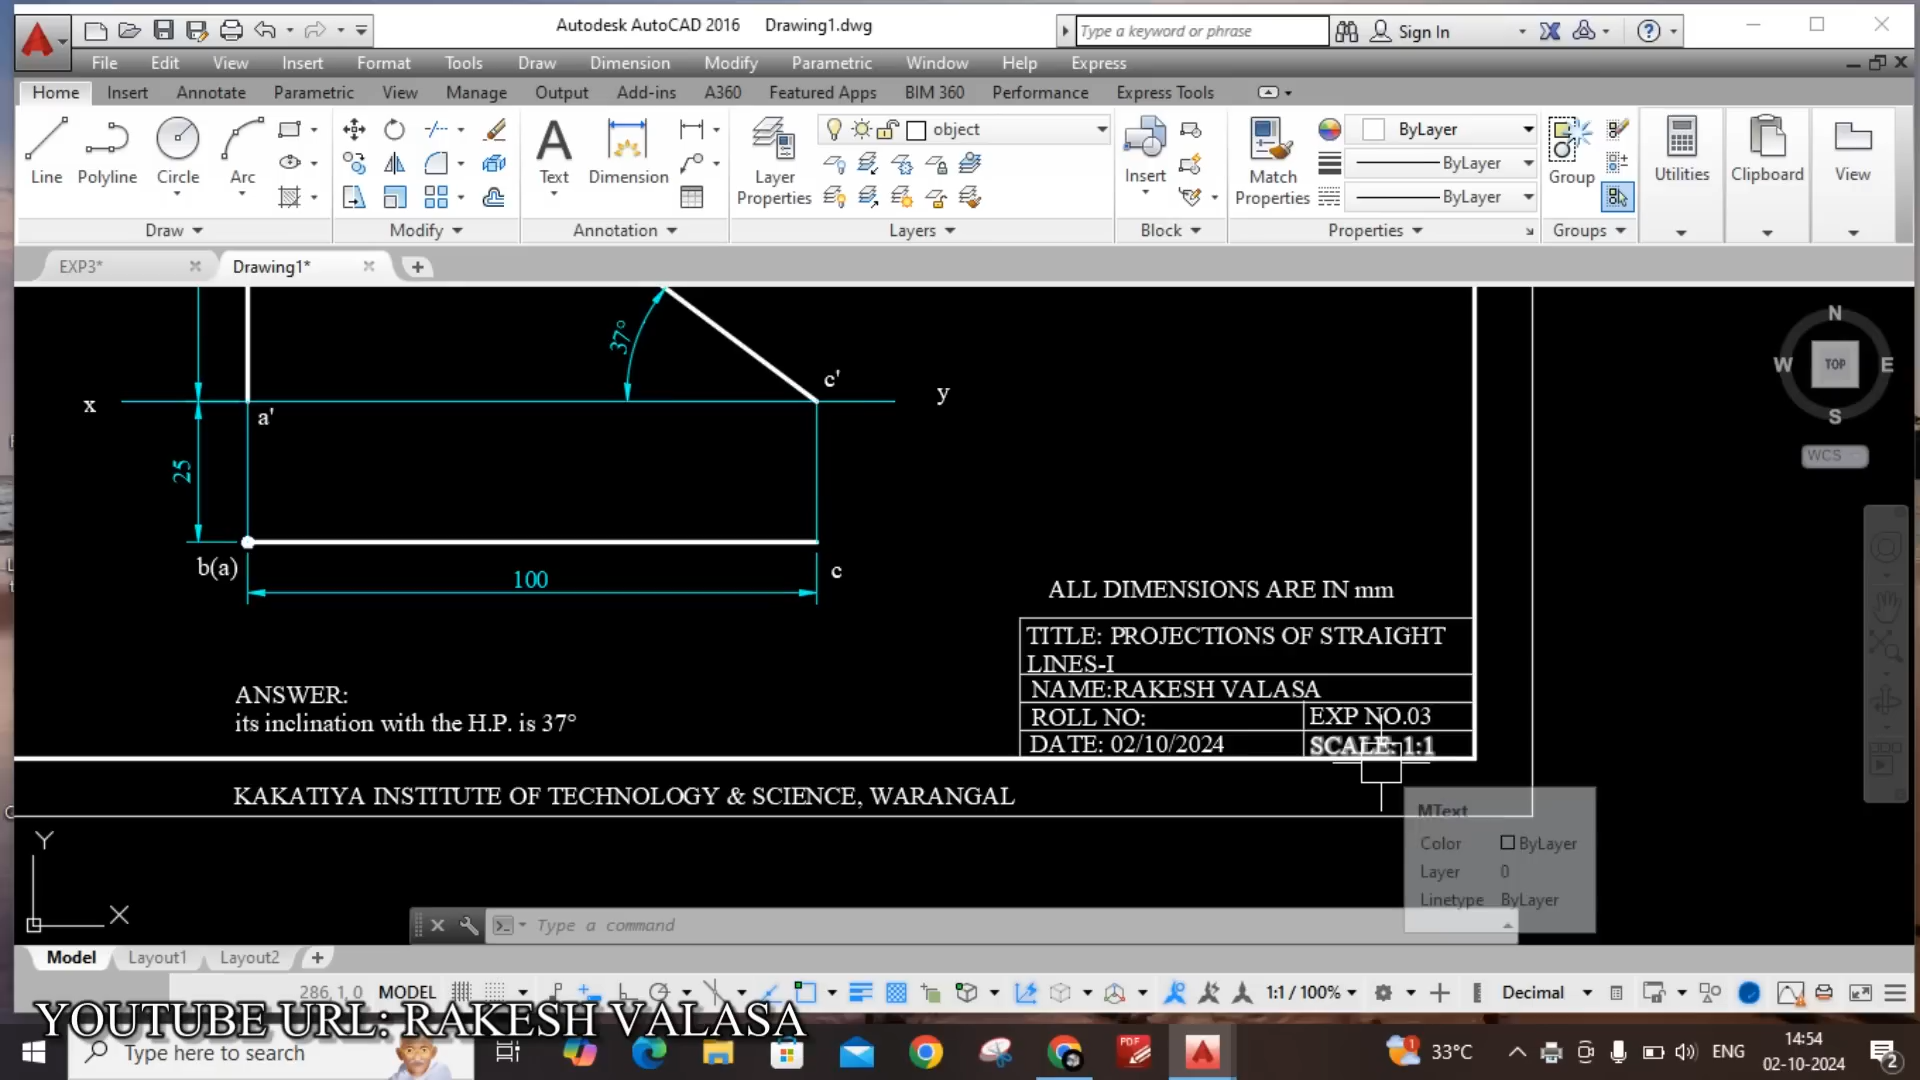 Autodesk AutoCAD 2016 Drawing1.dwg
Type a keyword or phrase
Sign In
File Edit View Insert Format Tools Draw Dimension Modify Parametric Window Help Express
Home Insert Annotate Parametric View Manage Output Add-ins A360 Featured Apps BIM 360 Performance Express Tools
Line Polyline Circle Arc
Text Dimension
Layer Properties
object
Insert
Match Properties
ByLayer
ByLayer
ByLayer
Group Utilities Clipboard View
Draw Modify Annotation Layers Block Properties Groups
EXP3* Drawing1*
N
W TOP E
S
WCS
37°
c'
x
y
a'
25
b(a)
100
c
ALL DIMENSIONS ARE IN mm
TITLE: PROJECTIONS OF STRAIGHT
LINES-I
NAME:RAKESH VALASA
ROLL NO: EXP NO.03
DATE: 02/10/2024 SCALE: 1:1
ANSWER:
its inclination with the H.P. is 37°
KAKATIYA INSTITUTE OF TECHNOLOGY & SCIENCE, WARANGAL
MText
Color ByLayer
Layer 0
Linetype ByLayer
Y
X
Type a command
Model Layout1 Layout2
286, 1, 0 MODEL 1:1 / 100% Decimal
YOUTUBE URL: RAKESH VALASA
Type here to search
PDF
1
33°C
ENG
14:54
02-10-2024
2